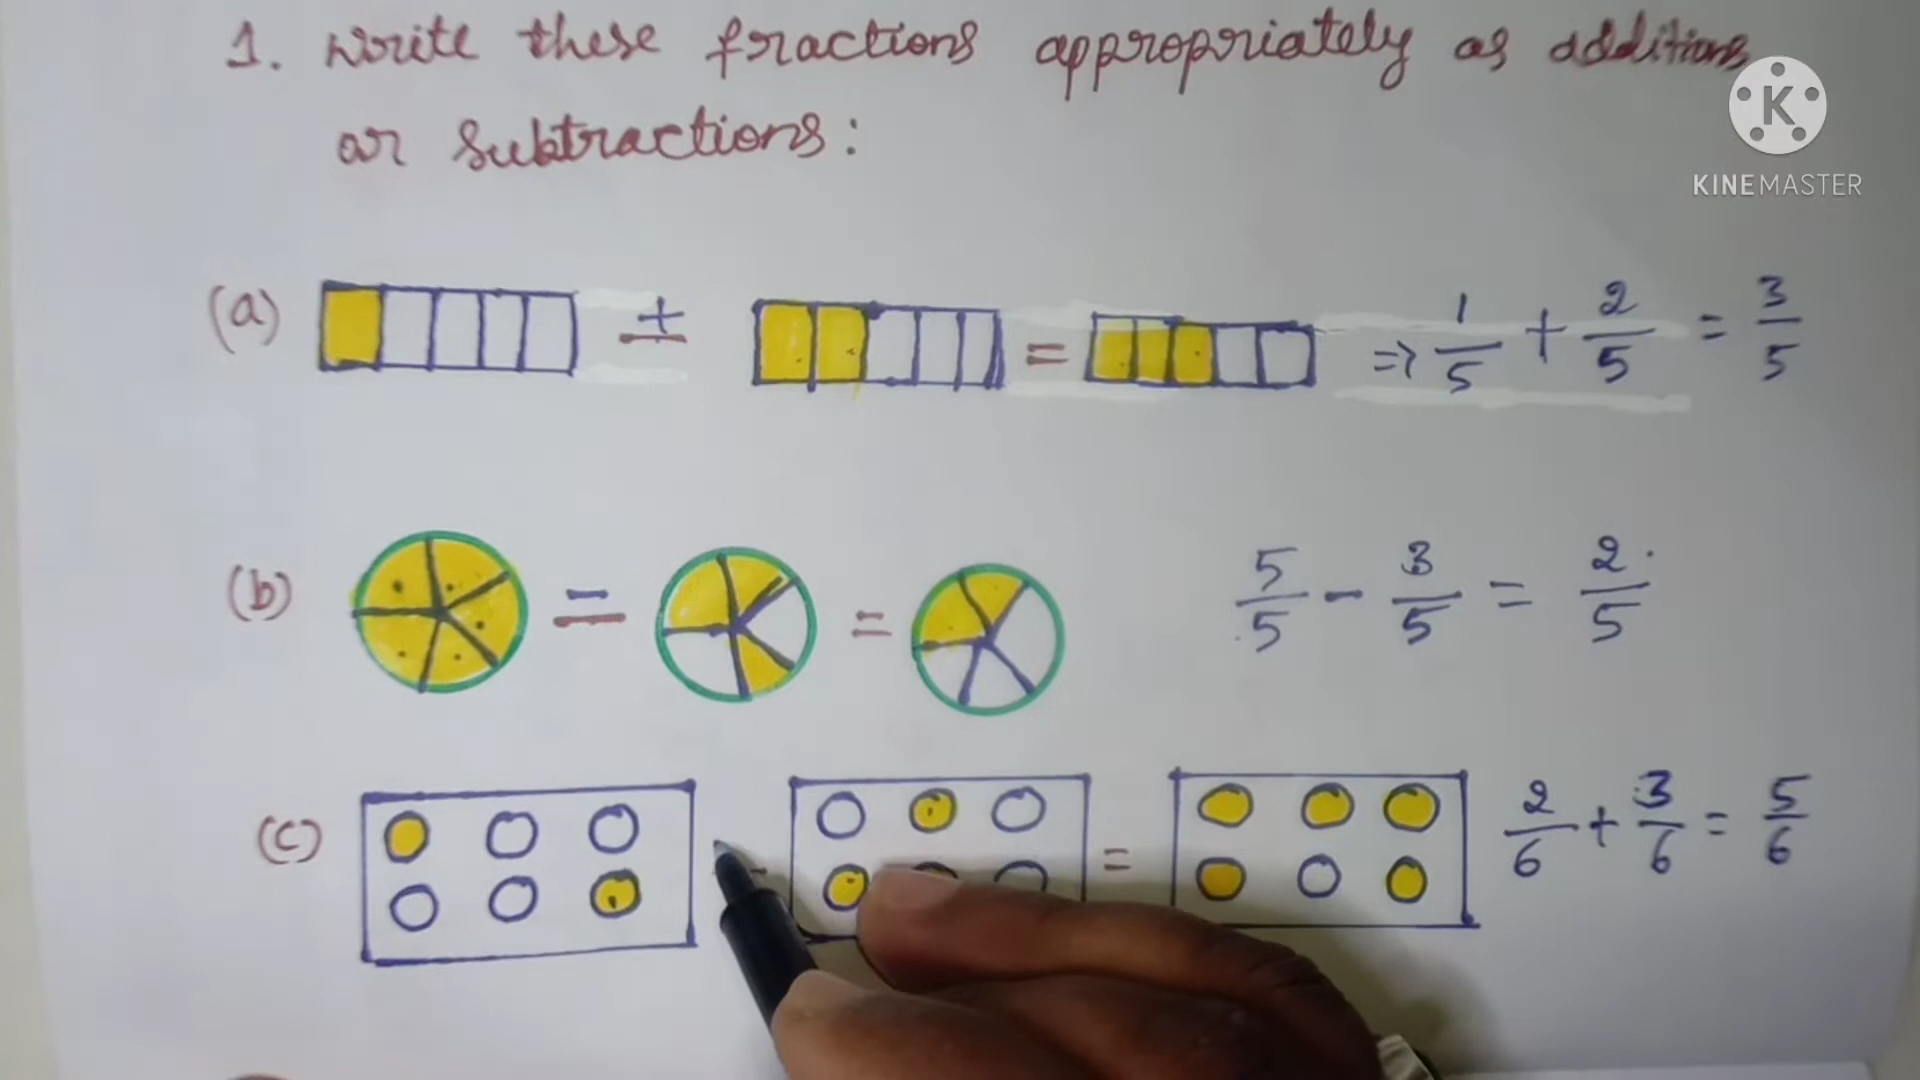 1. Write these fractions appropriately as additions
or subtractions:
K
KINEMASTER
(a) + = => 1/5 + 2/5 = 3/5
(b) - = 5/5 - 3/5 = 2/5
(c) = 2/6 + 3/6 = 5/6